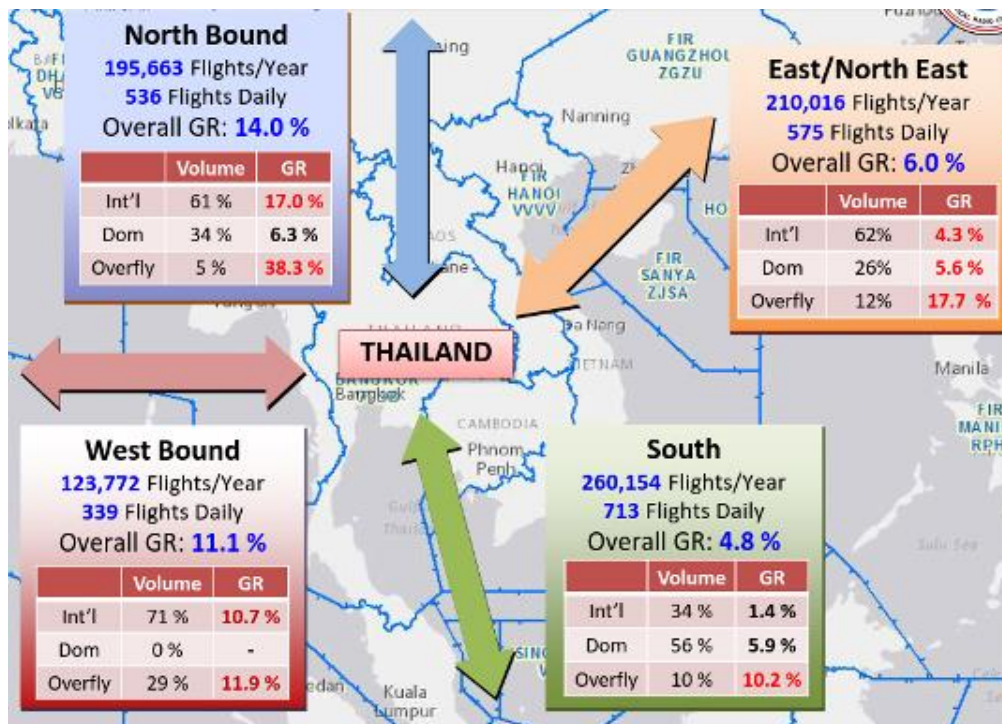 North Bound
195,663 Flights/Year
536 Flights Daily
Overall GR: 14.0 %
Volume GR
Int'l 61 % 17.0 %
Dom 34 % 6.3 %
Overfly 5 % 38.3 %
FIR
GUANGZHOU
ZGZU
Nanning
Hanoi
FIR
HANOI
VVVV
FIR
SANYA
ZJSA
East/North East
210,016 Flights/Year
575 Flights Daily
Overall GR: 6.0 %
Volume GR
Int'l 62% 4.3 %
Dom 26% 5.6 %
Overfly 12% 17.7 %
THAILAND
BANGKOK
Bangkok
Da Nang
VIETNAM
CAMBODIA
Phnom
Penh
Manila
FIR
West Bound
123,772 Flights/Year
339 Flights Daily
Overall GR: 11.1 %
Volume GR
Int'l 71 % 10.7 %
Dom 0 % -
Overfly 29 % 11.9 %
South
260,154 Flights/Year
713 Flights Daily
Overall GR: 4.8 %
Volume GR
Int'l 34 % 1.4 %
Dom 56 % 5.9 %
Overfly 10 % 10.2 %
Sulu Sea
Kuala
Lumpur